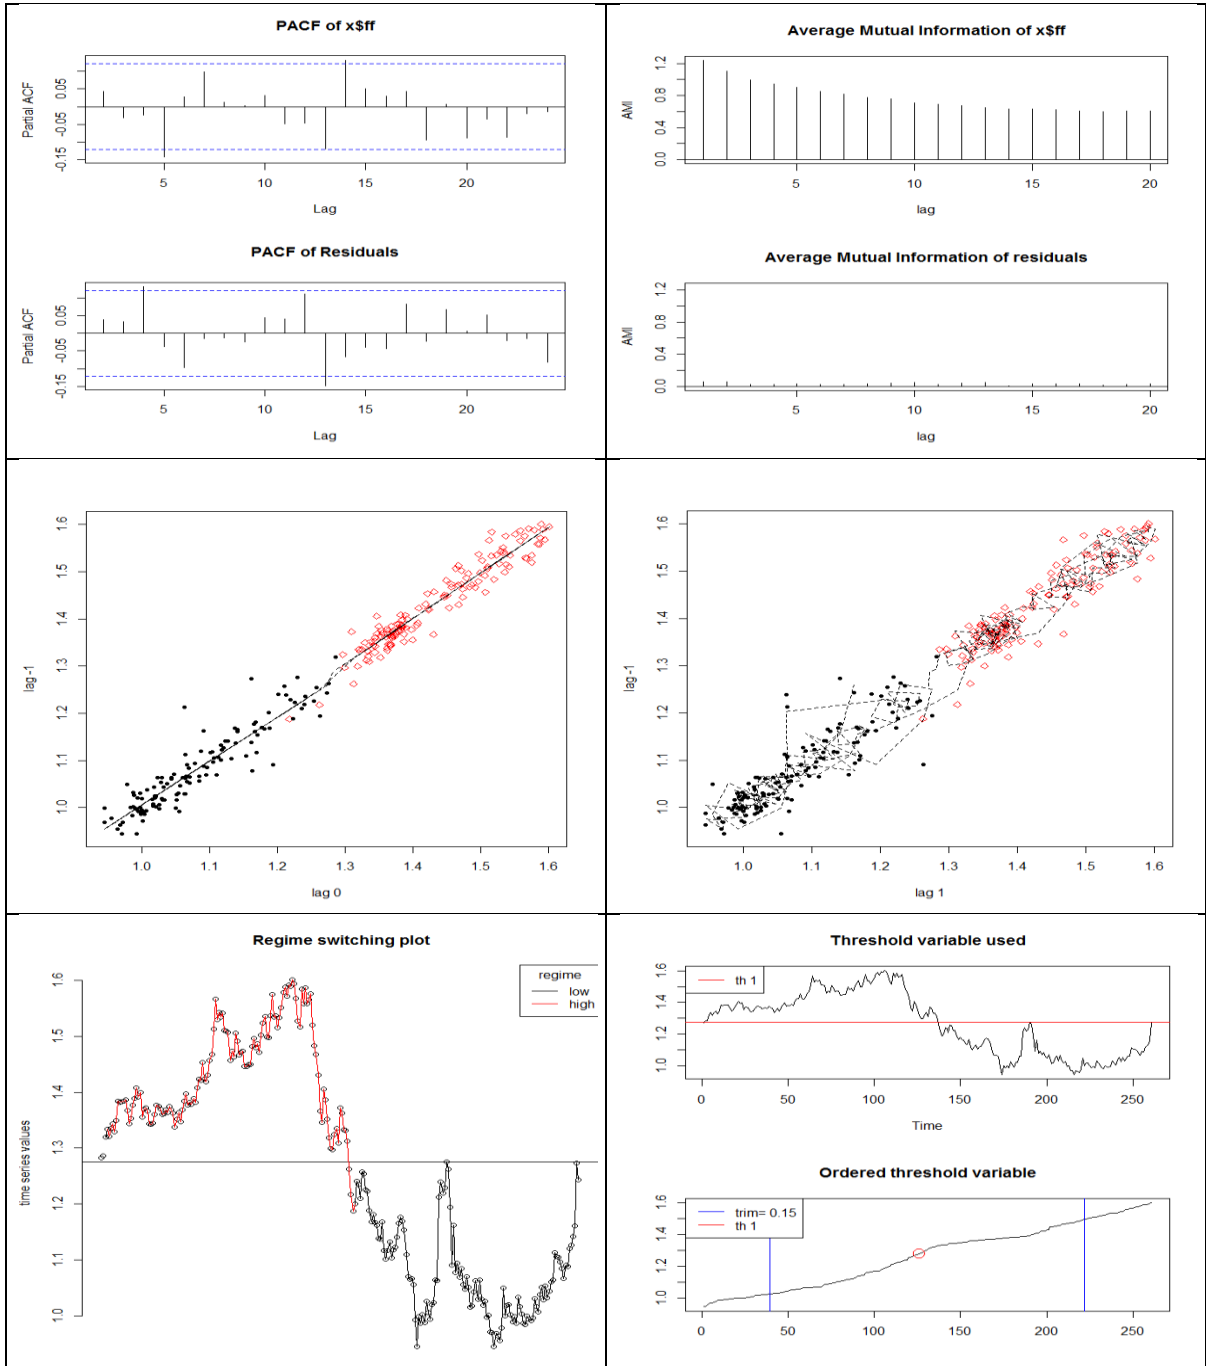 PACF of x$ff
Partial ACF
0.05
-0.05
-0.15
5 10 15 20
Lag
PACF of Residuals
Partial ACF
0.05
-0.05
-0.15
5 10 15 20
Lag
Average Mutual Information of x$ff
AMI
1.2
0.8
0.4
0.0
5 10 15 20
lag
Average Mutual Information of residuals
AMI
1.2
0.8
0.4
0.0
5 10 15 20
lag
lag -1
1.6
1.5
1.4
1.3
1.2
1.1
1.0
1.0 1.1 1.2 1.3 1.4 1.5 1.6
lag 0
lag -1
1.6
1.5
1.4
1.3
1.2
1.1
1.0
1.0 1.1 1.2 1.3 1.4 1.5 1.6
lag 1
Regime switching plot
regime
low
high
time series values
1.6
1.5
1.4
1.3
1.2
1.1
1.0
Threshold variable used
th 1
1.6
1.4
1.2
1.0
0 50 100 150 200 250
Time
Ordered threshold variable
trim= 0.15
th 1
1.6
1.4
1.2
1.0
0 50 100 150 200 250